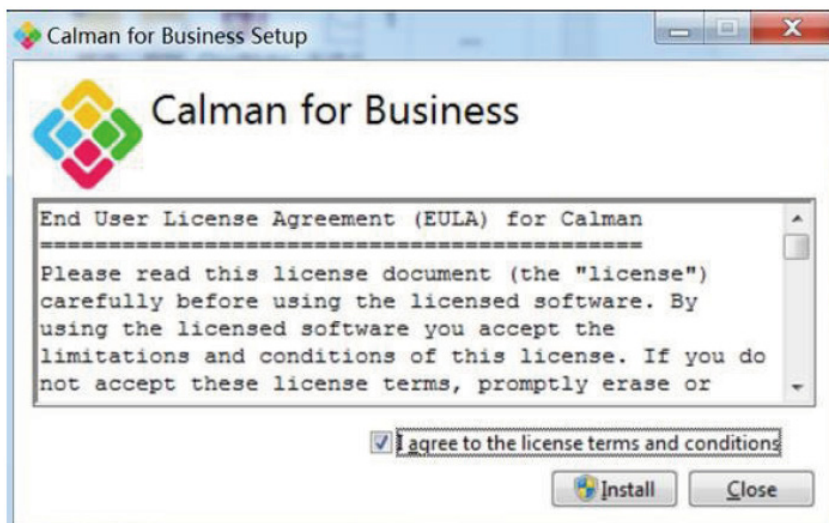 Calman for Business Setup
Calman for Business
End User License Agreement (EULA) for Calman
============================================
Please read this license document (the "license")
carefully before using the licensed software. By
using the licensed software you accept the
limitations and conditions of this license. If you do
not accept these license terms, promptly erase or
I agree to the license terms and conditions
Install
Close